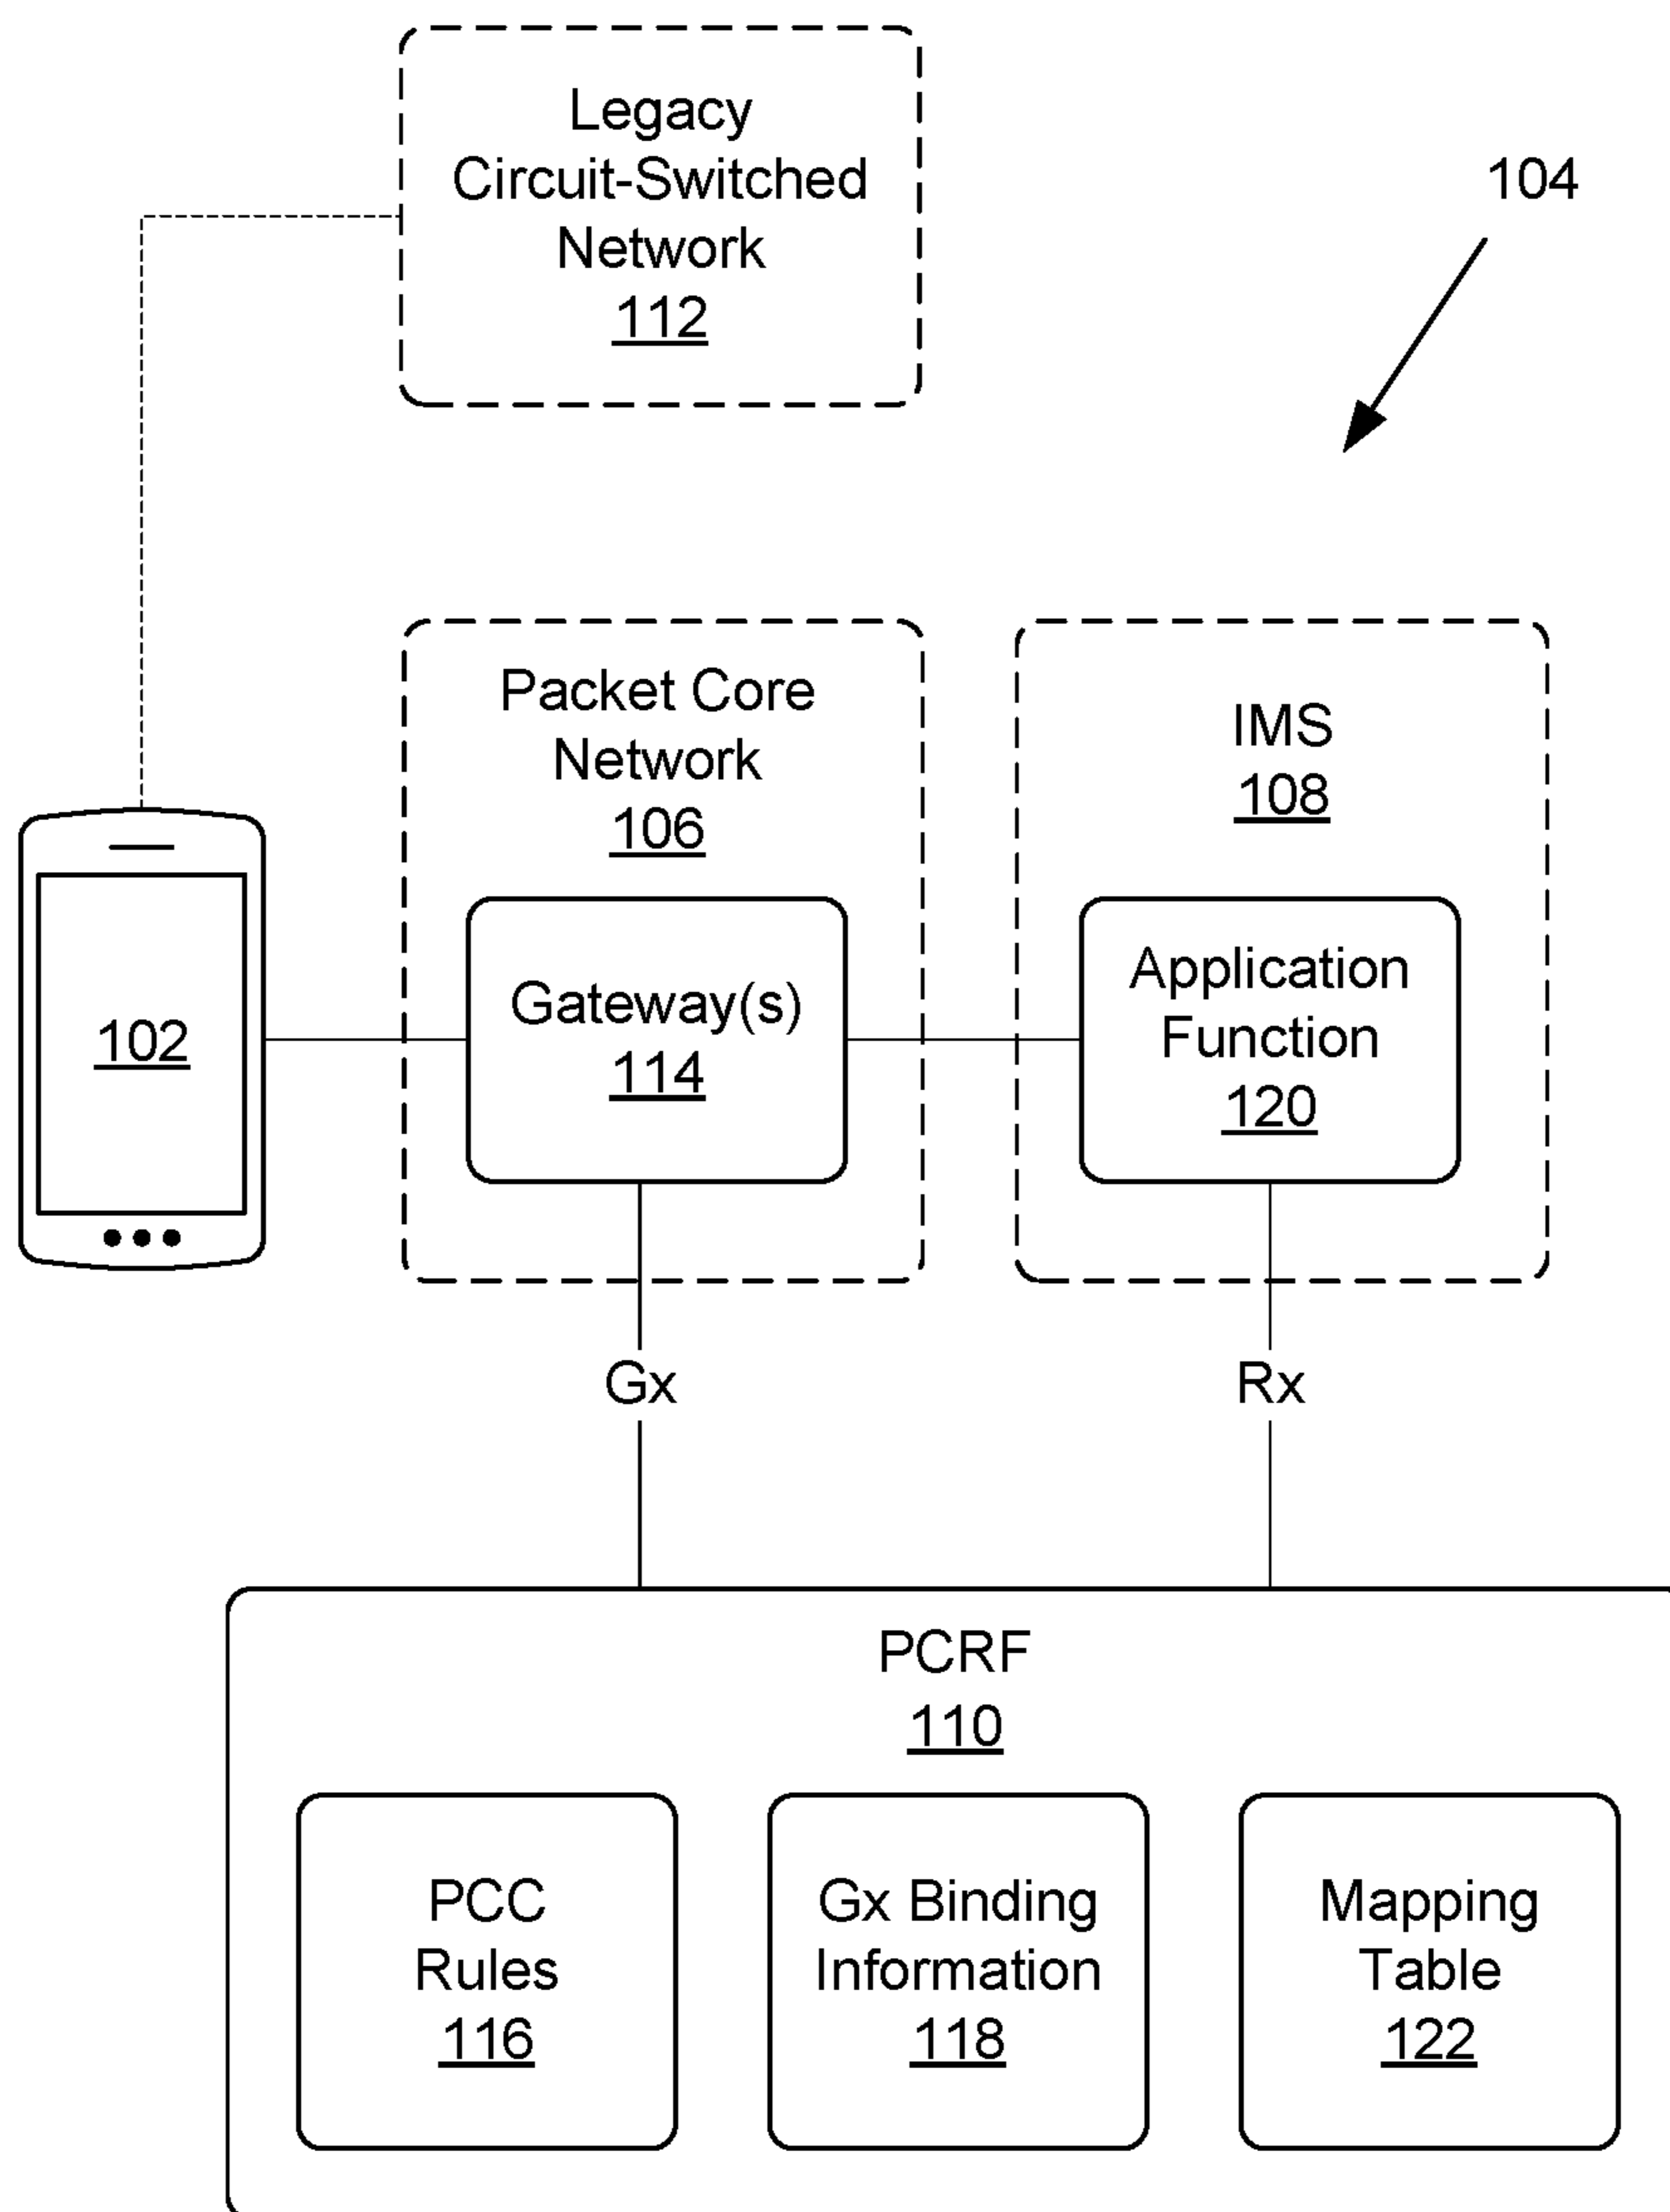 Legacy
Circuit-Switched
Network
112
104
Packet Core
Network
106
IMS
108
102
Gateway(s)
114
Application
Function
120
Gx
Rx
PCRF
110
PCC
Rules
116
Gx Binding
Information
118
Mapping
Table
122